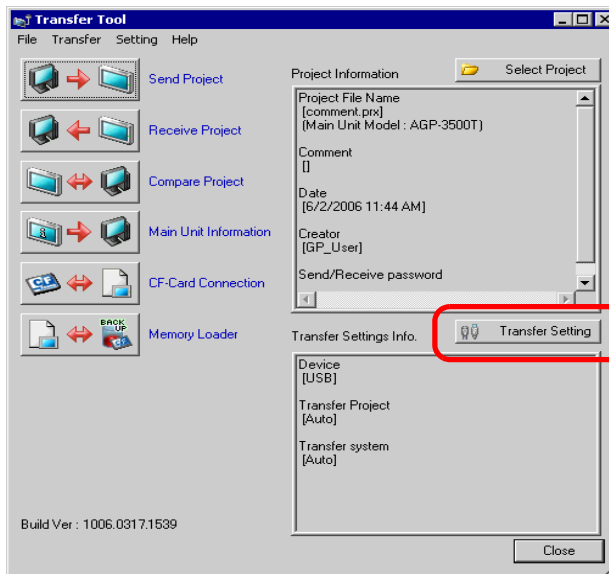 Transfer Tool
File Transfer Setting Help
Send Project
Receive Project
Compare Project
Main Unit Information
CF-Card Connection
Memory Loader
Project Information
Select Project
Project File Name
[comment.prx]
(Main Unit Model : AGP-3500T)
Comment
[]
Date
[6/2/2006 11:44 AM]
Creator
[GP_User]
Send/Receive password
Transfer Settings Info.
Transfer Setting
Device
[USB]
Transfer Project
[Auto]
Transfer system
[Auto]
Build Ver : 1006.0317.1539
Close
CF
BACK
UP